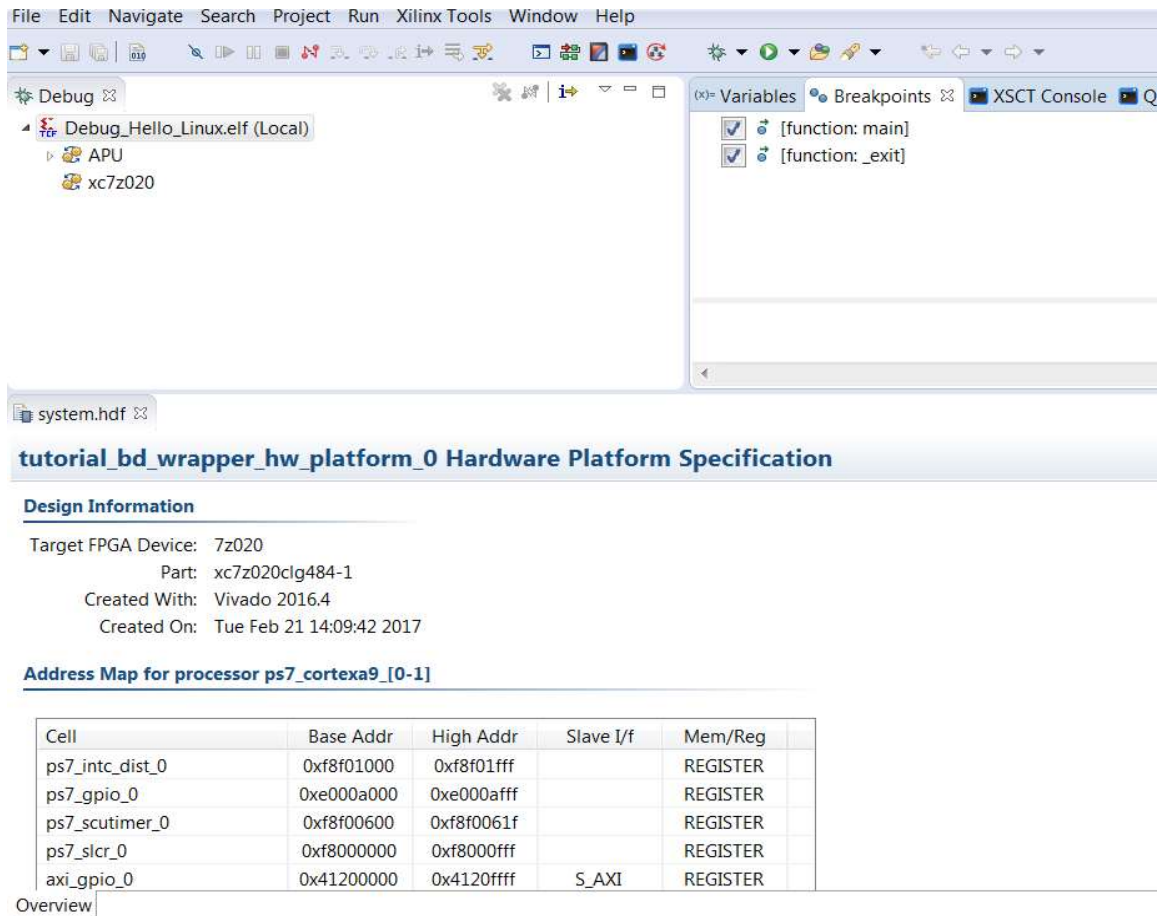 File Edit Navigate Search Project Run Xilinx Tools Window Help
Debug
Debug_Hello_Linux.elf (Local)
APU
xc7z020
(x)= Variables Breakpoints XSCT Console Q
[function: main]
[function: _exit]
system.hdf
tutorial_bd_wrapper_hw_platform_0 Hardware Platform Specification
Design Information
Target FPGA Device: 7z020
Part: xc7z020clg484-1
Created With: Vivado 2016.4
Created On: Tue Feb 21 14:09:42 2017
Address Map for processor ps7_cortexa9_[0-1]
Cell Base Addr High Addr Slave I/f Mem/Reg
ps7_intc_dist_0 0xf8f01000 0xf8f01fff REGISTER
ps7_gpio_0 0xe000a000 0xe000afff REGISTER
ps7_scutimer_0 0xf8f00600 0xf8f0061f REGISTER
ps7_slcr_0 0xf8000000 0xf8000fff REGISTER
axi_gpio_0 0x41200000 0x4120ffff S_AXI REGISTER
Overview